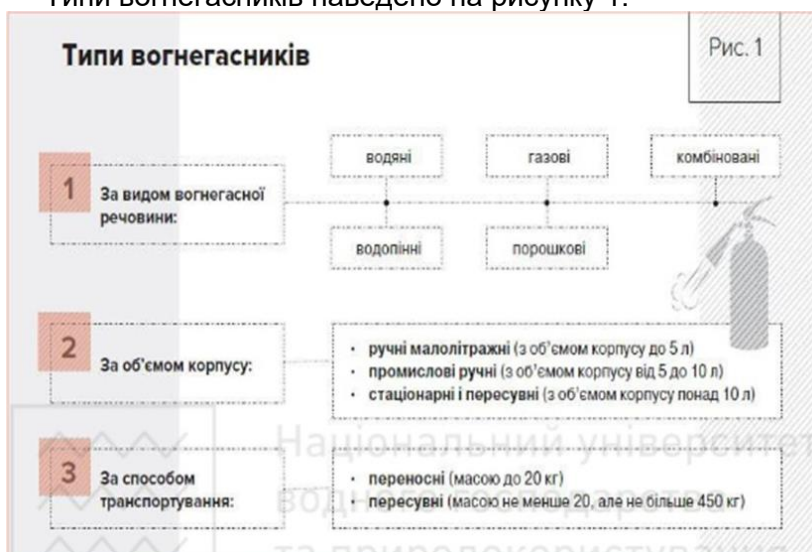 Типи вогнегасників наведено на рисунку 1.
Типи вогнегасників
Рис. 1
1
За видом вогнегасної
речовини:
водяні
газові
комбіновані
водопінні
порошкові
2
За об'ємом корпусу:
• ручні малолітражні (з об'ємом корпусу до 5 л)
• промислові ручні (з об'ємом корпусу від 5 до 10 л)
• стаціонарні і пересувні (з об'ємом корпусу понад 10 л)
3
За способом
транспортування:
• переносні (масою до 20 кг)
• пересувні (масою не менше 20, але не більше 450 кг)
Національний університет
водного господарства
та природокористування